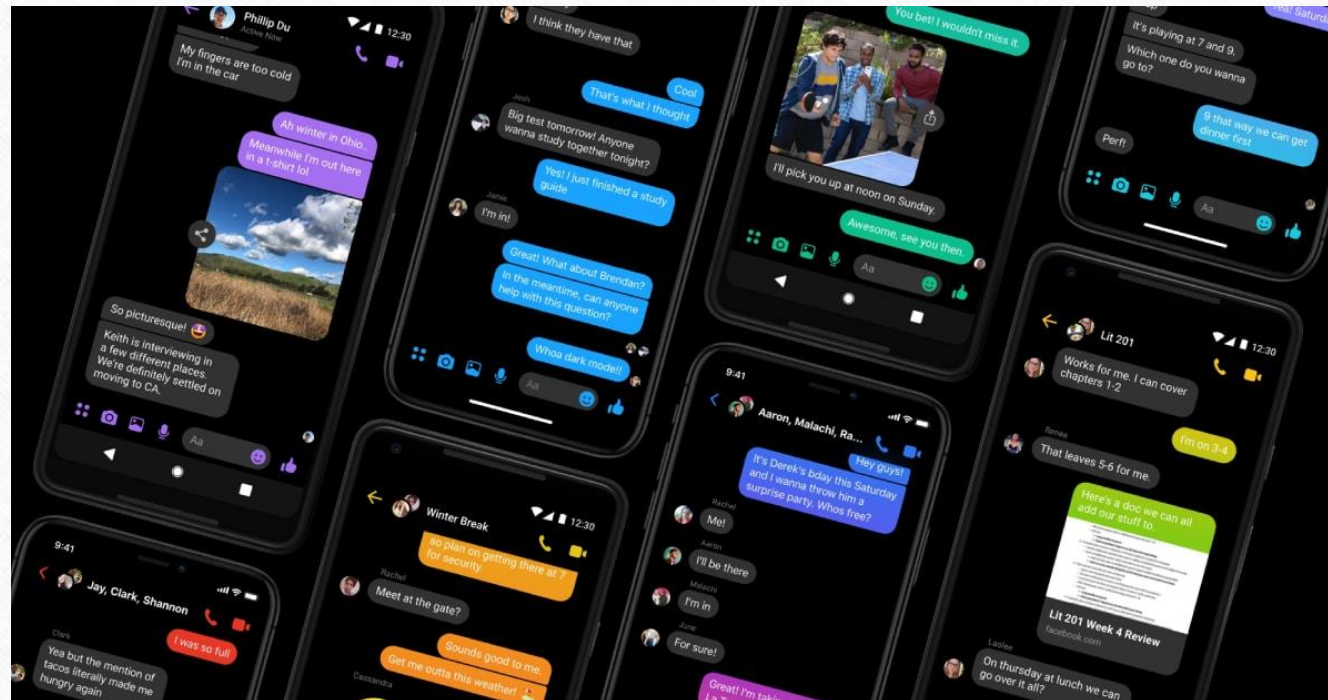 Phillip Du
Active Now
12:30
My fingers are too cold
I'm in the car
Ah winter in Ohio..
Meanwhile I'm out here
in a t-shirt lol
So picturesque! 🤩
Keith is interviewing in
a few different places.
We're definitely settled on
moving to CA.
Aa
I think they have that
Cool
That's what I thought
Josh
Big test tomorrow! Anyone
wanna study together tonight?
Yes! I just finished a study
guide
Jamie
I'm in!
Great! What about Brendan?
In the meantime, can anyone
help with this question?
Whoa dark mode!!
Aa
You bet! I wouldn't miss it.
I'll pick you up at noon on Sunday.
Awesome, see you then.
Aa
It's playing at 7 and 9.
Which one do you wanna
go to?
9 that way we can get
dinner first
Perf!
Aa
9:41
Jay, Clark, Shannon
I was so full
Clark
Yea but the mention of
tacos literally made me
hungry again
12:30
Winter Break
so plan on getting there at 7
for security.
Rachel
Meet at the gate?
Sounds good to me.
Get me outta this weather!
Cassandra
9:41
Aaron, Malachi, Ra...
Hey guys!
It's Derek's bday this Saturday
and I wanna throw him a
surprise party. Whos free?
Rachel
Me!
Aaron
I'll be there
Malachi
I'm in
June
For sure!
12:30
Lit 201
Works for me. I can cover
chapters 1-2
I'm on 3-4
Renee
That leaves 5-6 for me.
Here's a doc we can all
add our stuff to.
Lit 201 Week 4 Review
facebook.com
Laolee
On thursday at lunch we can
go over it all?